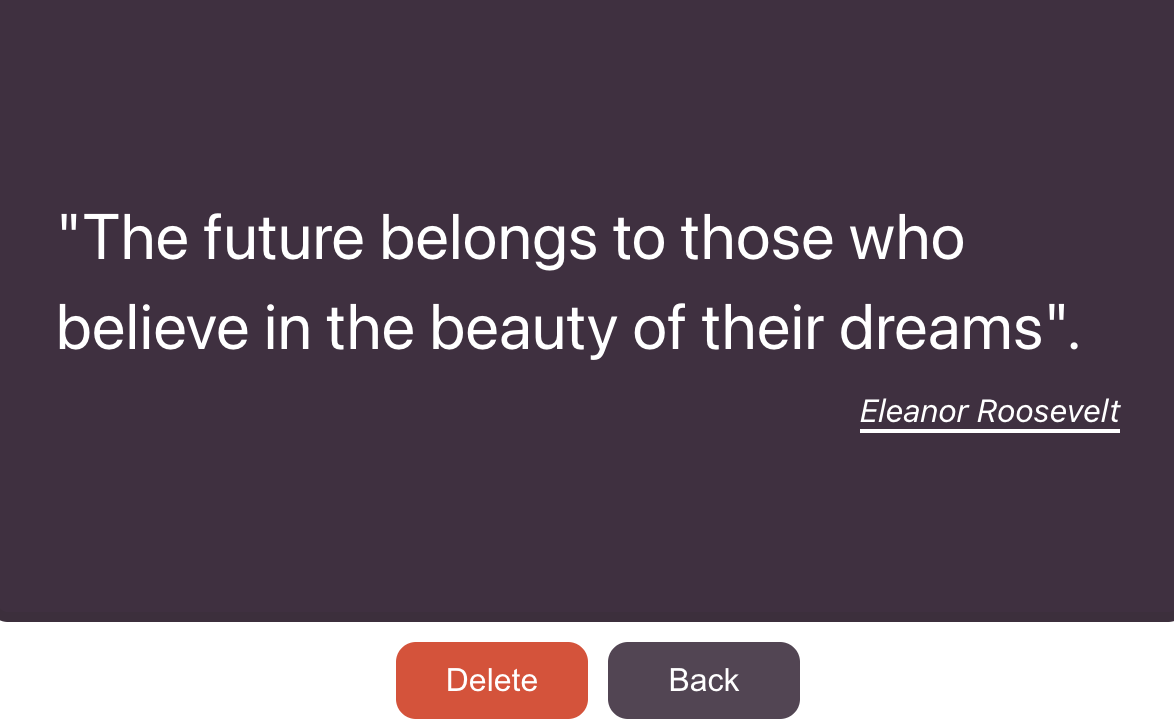 "The future belongs to those who
believe in the beauty of their dreams".
Eleanor Roosevelt
Delete
Back